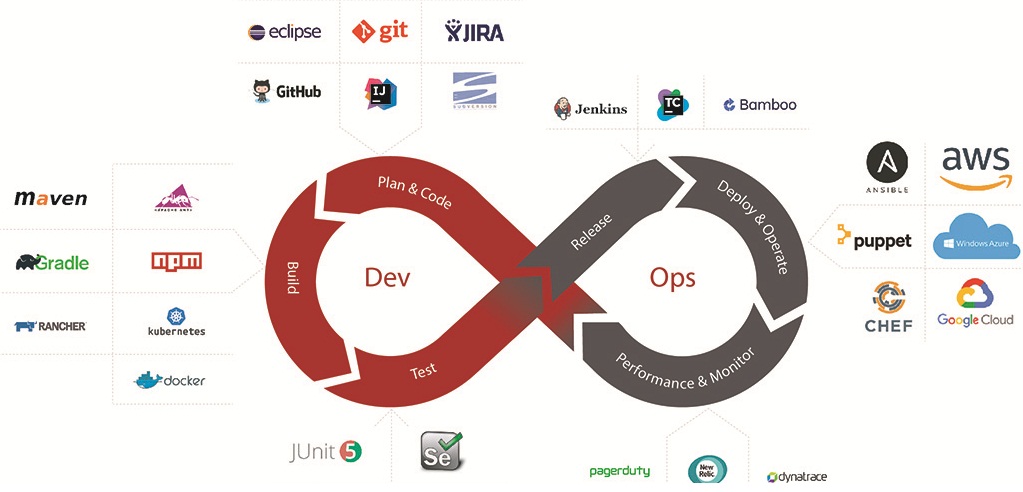 eclipse
git
JIRA
GitHub
IJ
SUBVERSION
Jenkins
TC
Bamboo
ANSIBLE
aws
maven
Plan & Code
Release
Deploy & Operate
puppet
Windows Azure
Gradle
npm
Build
Dev
Ops
RANCHER
kubernetes
CHEF
Google Cloud
docker
Test
Performance & Monitor
JUnit 5
Se
pagerduty
New
Relic
dynatrace